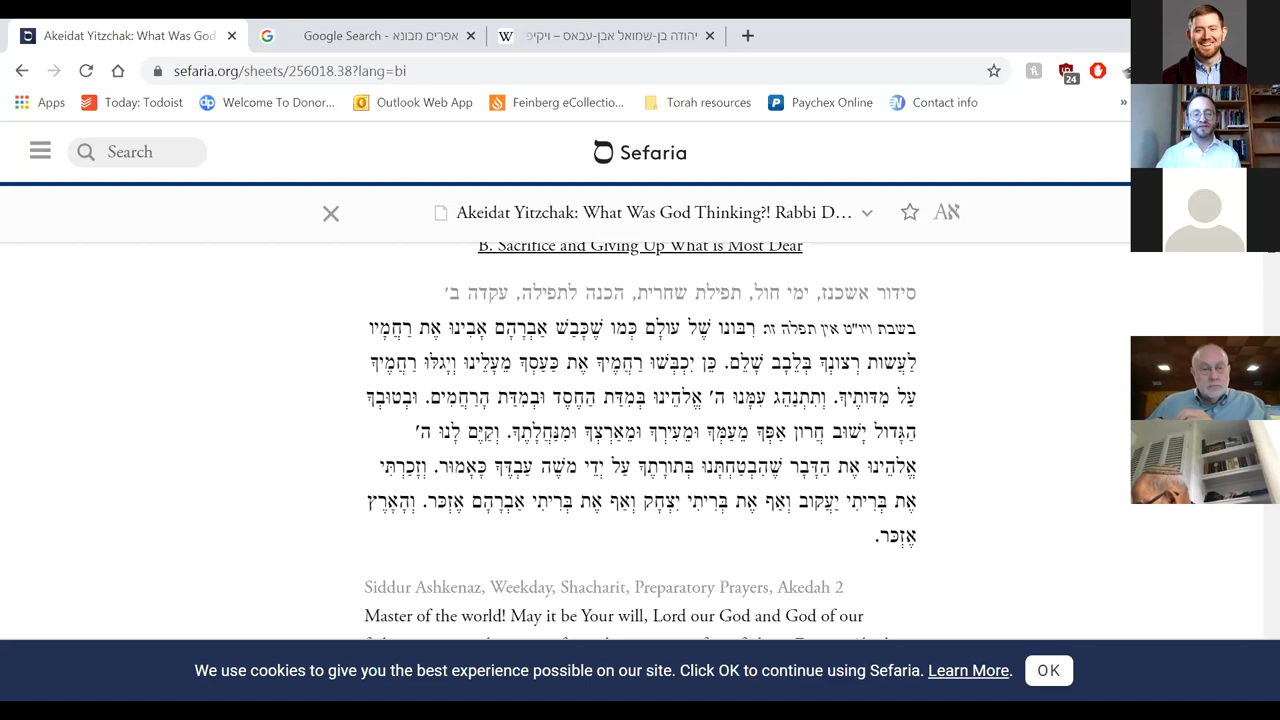 Akeidat Yitzchak: What Was God
Google Search - אפרים מבונא
יהודה בן-שמואל אבן-עבאס – ויקיפ
sefaria.org/sheets/256018.38?lang=bi
24
Apps
Today: Todoist
Welcome To Donor...
Outlook Web App
Feinberg eCollectio...
Torah resources
Paychex Online
Contact info
»
Search
Sefaria
Akeidat Yitzchak: What Was God Thinking?! Rabbi D...
B. Sacrifice and Giving Up What is Most Dear
סידור אשכנז, ימי חול, תפילת שחרית, הכנה לתפילה, עקדה ב׳
בשבת ויו"ט אין תפלה זה: רִבּוֹנוֹ שֶׁל עוֹלָם כְּמוֹ שֶׁכָּבַשׁ אַבְרָהָם אָבִינוּ אֶת רַחֲמָיו
לַעֲשׂוֹת רְצוֹנְךָ בְּלֵבָב שָׁלֵם. כֵּן יִכְבְּשׁוּ רַחֲמֶיךָ אֶת כַּעַסְךָ מֵעָלֵינוּ וְיָגֹלּוּ רַחֲמֶיךָ
עַל מִדּוֹתֶיךָ. וְתִתְנַהֵג עִמָּנוּ ה׳ אֱלֹהֵינוּ בְּמִדַּת הַחֶסֶד וּבְמִדַּת הָרַחֲמִים. וּבְטוּבְךָ
הַגָּדוֹל יָשׁוּב חֲרוֹן אַפְּךָ מֵעַמְּךָ וּמֵעִירְךָ וּמֵאַרְצְךָ וּמִנַּחֲלָתֶךָ. וְקַיֶּם לָנוּ ה׳
אֱלֹהֵינוּ אֶת הַדָּבָר שֶׁהִבְטַחְתָּנוּ בְּתוֹרָתֶךָ עַל יְדֵי מֹשֶׁה עַבְדֶּךָ כָּאָמוּר. וְזָכַרְתִּי
אֶת בְּרִיתִי יַעֲקוֹב וְאַף אֶת בְּרִיתִי יִצְחָק וְאַף אֶת בְּרִיתִי אַבְרָהָם אֶזְכֹּר. וְהָאָרֶץ
אֶזְכֹּר.
Siddur Ashkenaz, Weekday, Shacharit, Preparatory Prayers, Akedah 2
Master of the world! May it be Your will, Lord our God and God of our
We use cookies to give you the best experience possible on our site. Click OK to continue using Sefaria. Learn More.
OK